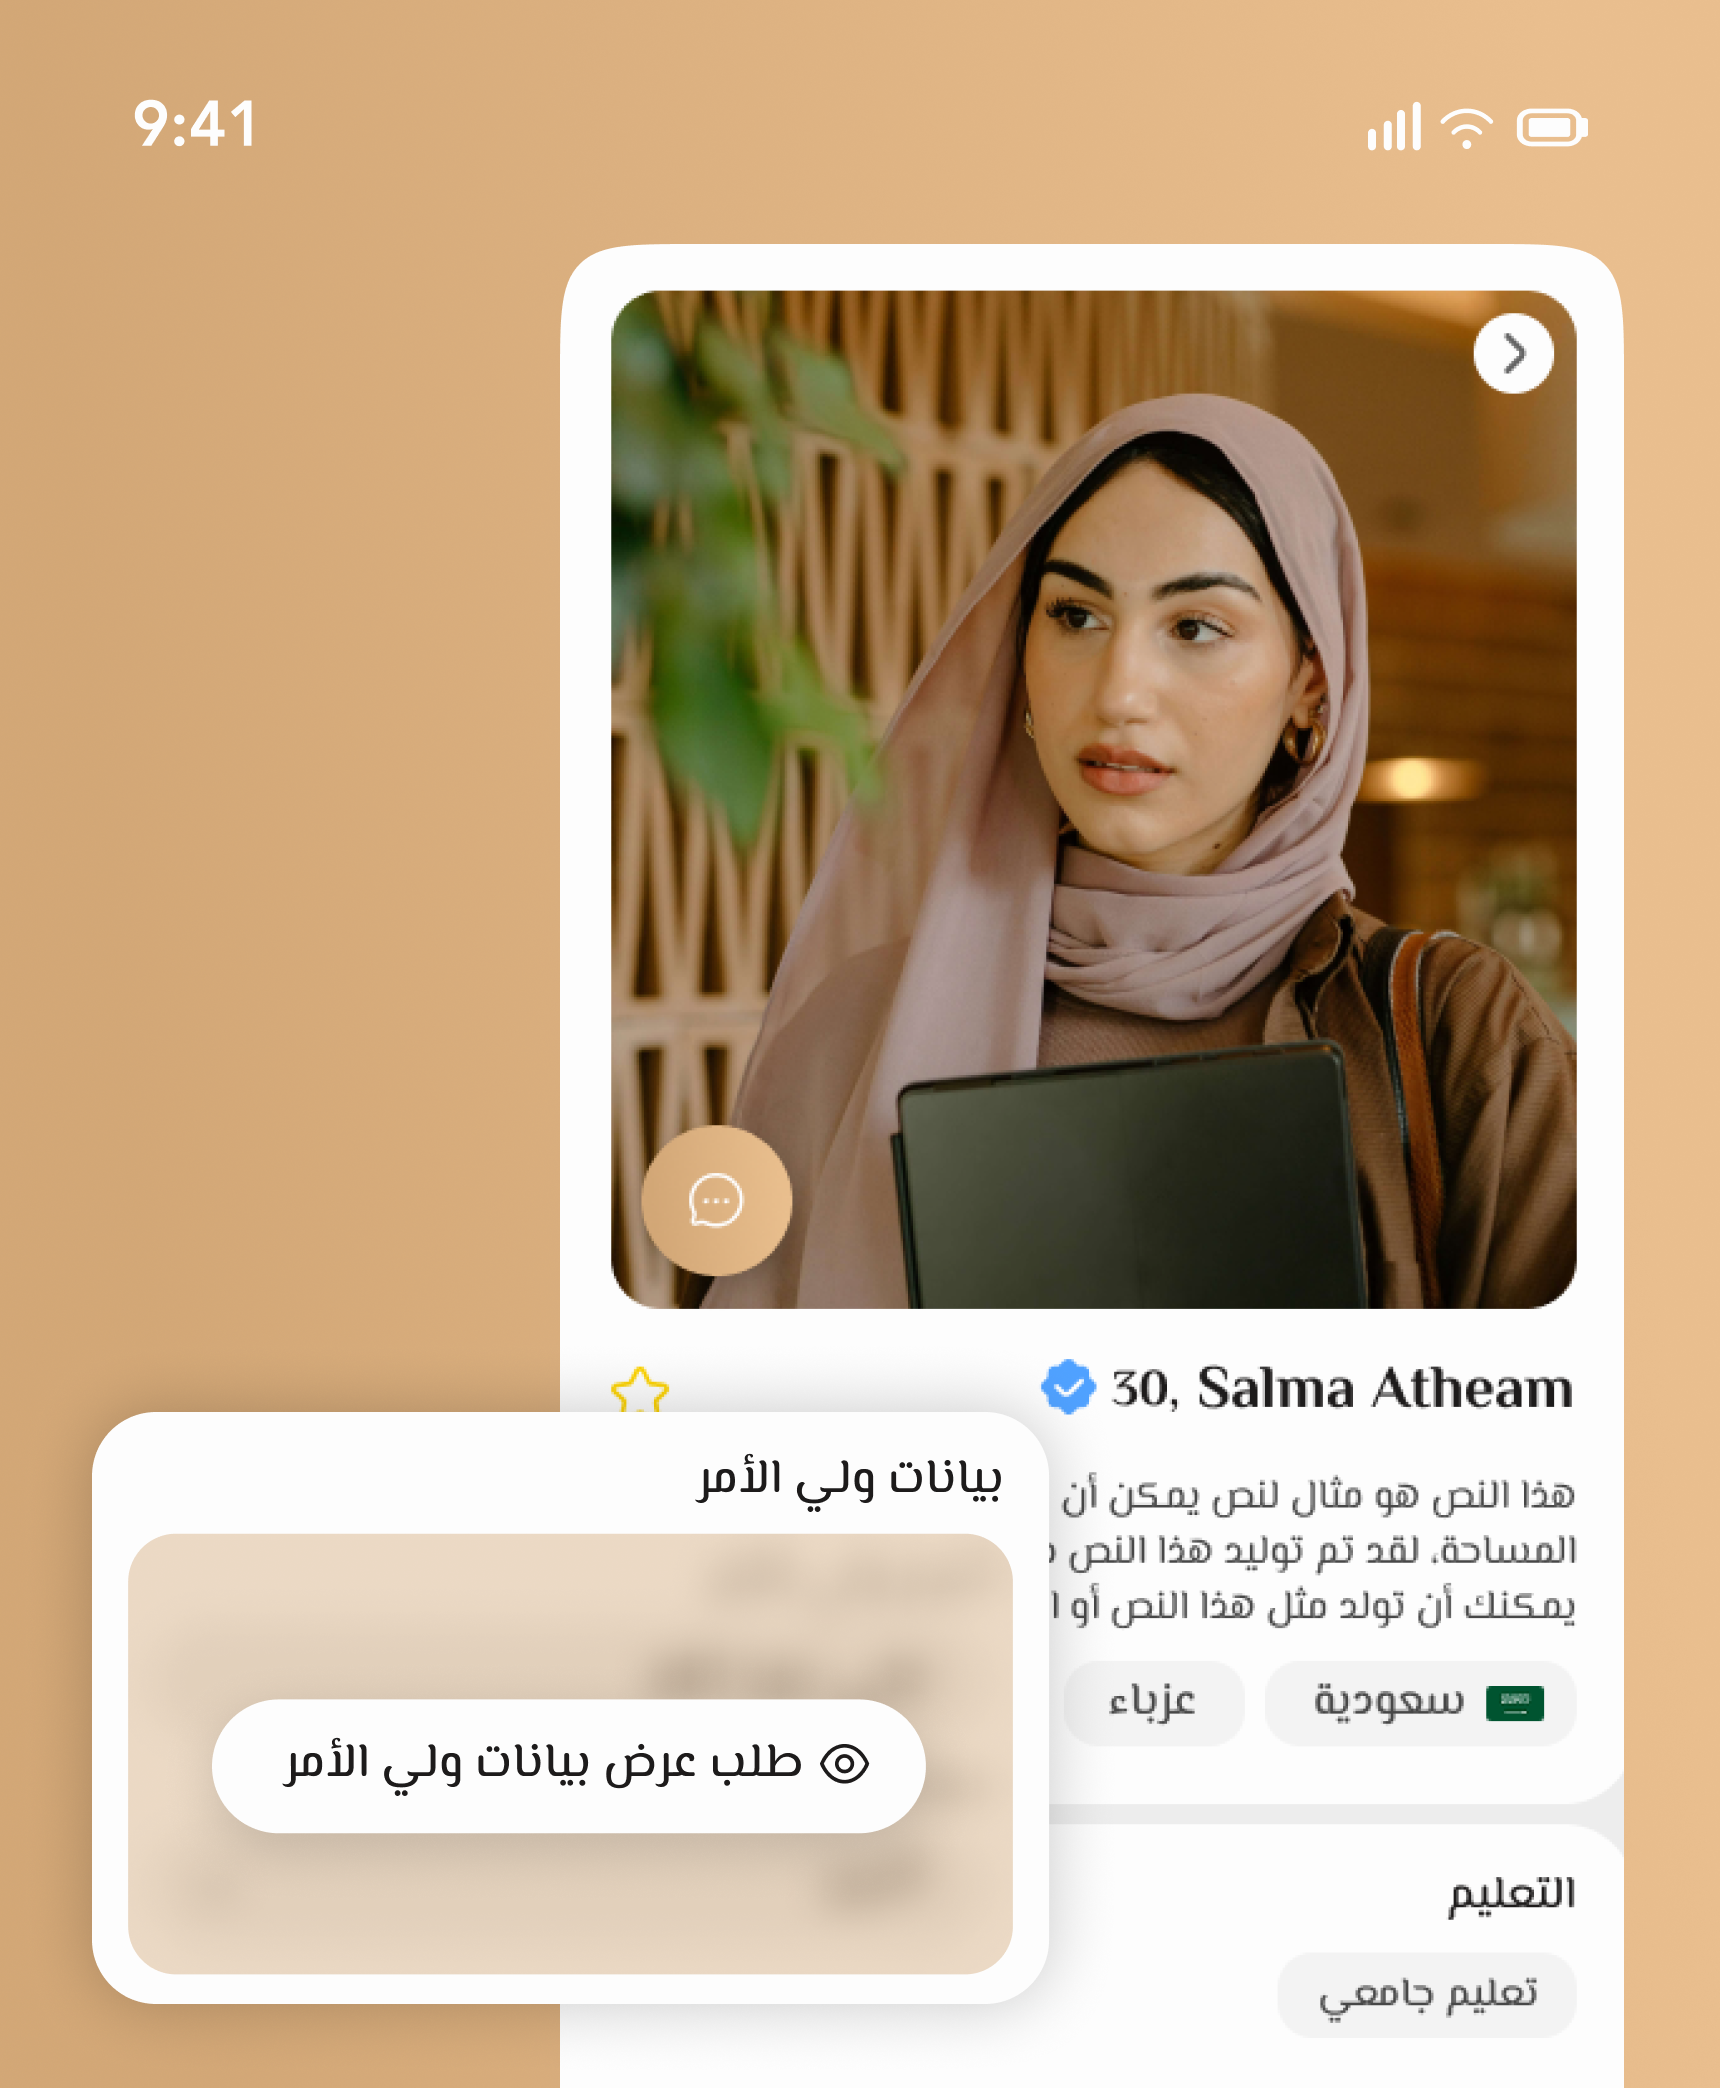 9:41
30, Salma Atheam
هذا النص هو مثال لنص يمكن أن
المساحة، لقد تم توليد هذا النص
يمكنك أن تولد مثل هذا النص أو ا
سعودية
عزباء
بيانات ولي الأمر
طلب عرض بيانات ولي الأمر
التعليم
تعليم جامعي